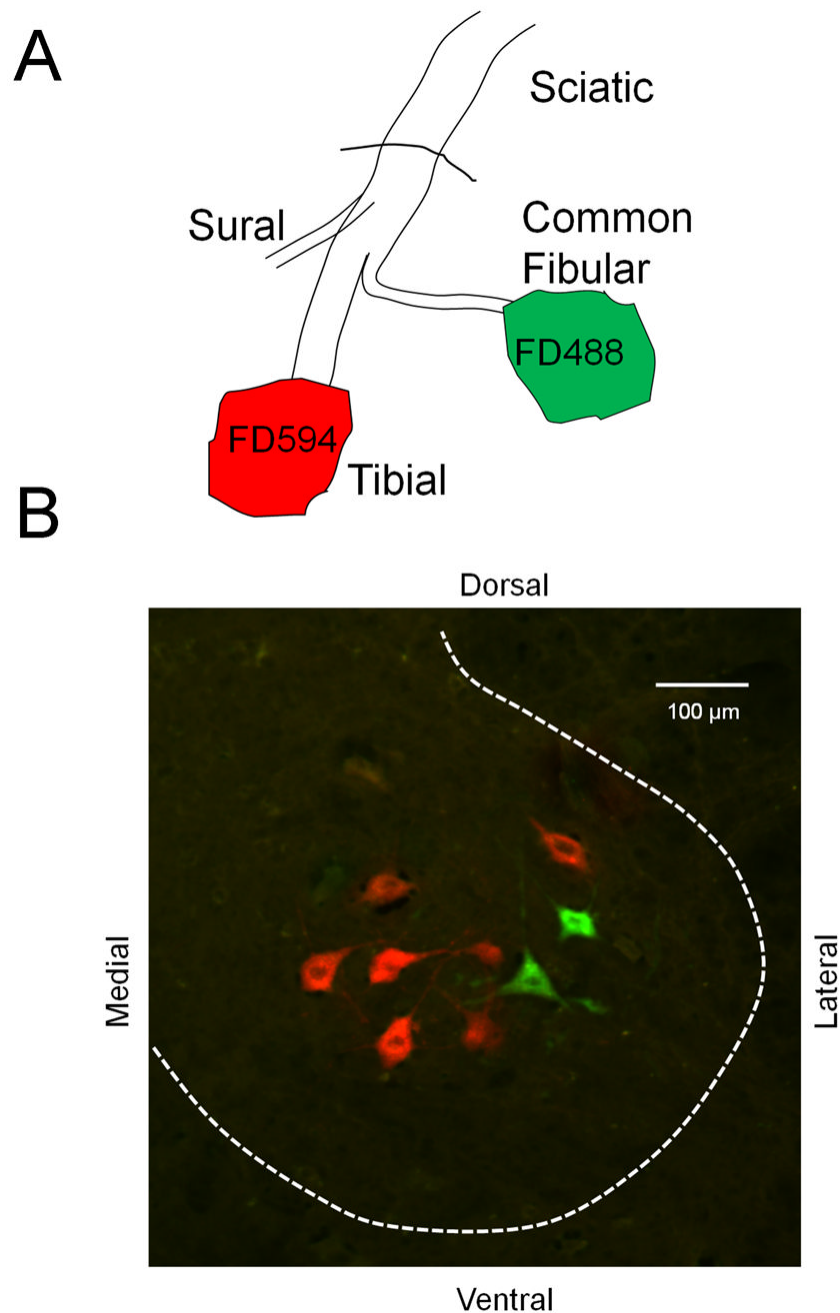 A
Sciatic
Sural
Common
Fibular
FD488
FD594
Tibial
B
Dorsal
100 µm
Medial
Lateral
Ventral